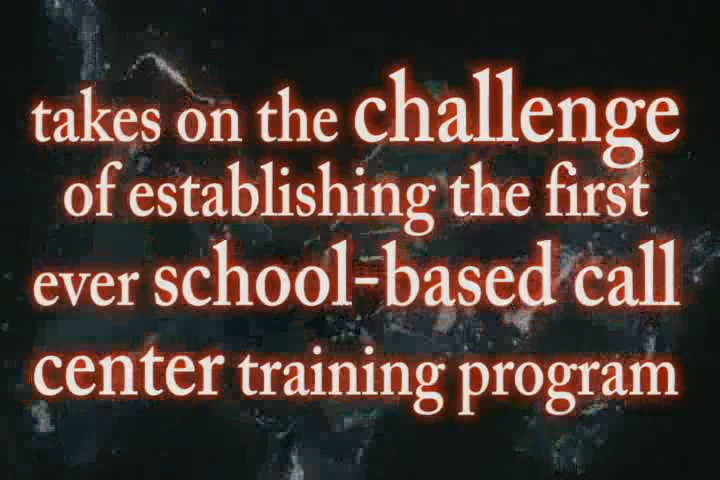 takes on the challenge
of establishing the first
ever school-based call
center training program